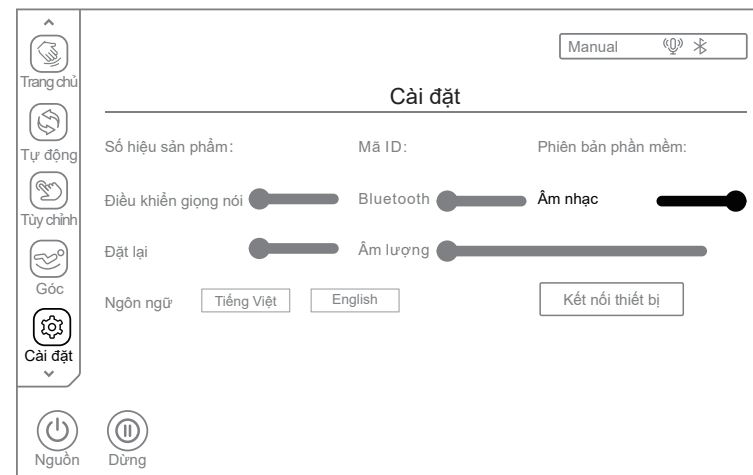 Manual
Trang chủ
Tự động
Tùy chỉnh
Góc
Cài đặt
Cài đặt
Số hiệu sản phẩm:
Mã ID:
Phiên bản phần mềm:
Điều khiển giọng nói
Bluetooth
Âm nhạc
Đặt lại
Âm lượng
Ngôn ngữ
Tiếng Việt
English
Kết nối thiết bị
Nguồn
Dừng